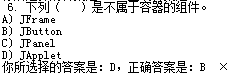 6. 下列（    ）是不属于容器的组件。
A) JFrame
B) JButton
C) JPanel
D) JApplet
你所选择的答案是：D，正确答案是：B  ×